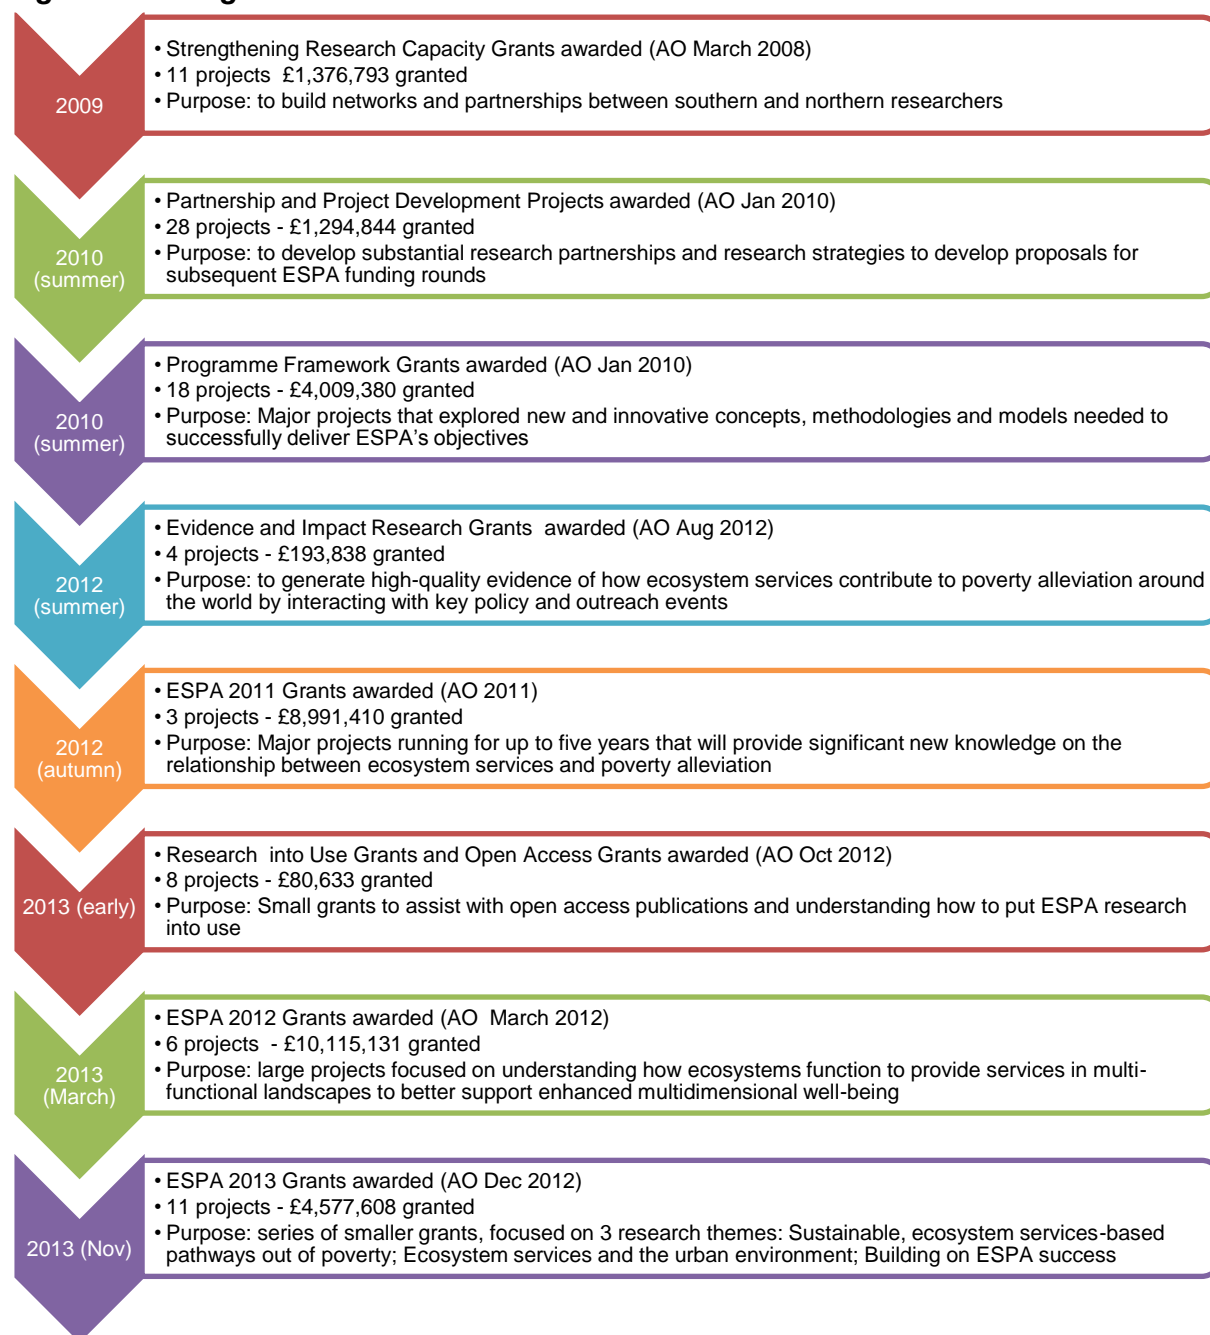 2009
• Strengthening Research Capacity Grants awarded (AO March 2008)
• 11 projects £1,376,793 granted
• Purpose: to build networks and partnerships between southern and northern researchers
2010
(summer)
• Partnership and Project Development Projects awarded (AO Jan 2010)
• 28 projects - £1,294,844 granted
• Purpose: to develop substantial research partnerships and research strategies to develop proposals for
subsequent ESPA funding rounds
2010
(summer)
• Programme Framework Grants awarded (AO Jan 2010)
• 18 projects - £4,009,380 granted
• Purpose: Major projects that explored new and innovative concepts, methodologies and models needed to
successfully deliver ESPA’s objectives
2012
(summer)
• Evidence and Impact Research Grants awarded (AO Aug 2012)
• 4 projects - £193,838 granted
• Purpose: to generate high-quality evidence of how ecosystem services contribute to poverty alleviation around
the world by interacting with key policy and outreach events
2012
(autumn)
• ESPA 2011 Grants awarded (AO 2011)
• 3 projects - £8,991,410 granted
• Purpose: Major projects running for up to five years that will provide significant new knowledge on the
relationship between ecosystem services and poverty alleviation
2013 (early)
• Research into Use Grants and Open Access Grants awarded (AO Oct 2012)
• 8 projects - £80,633 granted
• Purpose: Small grants to assist with open access publications and understanding how to put ESPA research
into use
2013
(March)
• ESPA 2012 Grants awarded (AO March 2012)
• 6 projects - £10,115,131 granted
• Purpose: large projects focused on understanding how ecosystems function to provide services in multi-
functional landscapes to better support enhanced multidimensional well-being
2013 (Nov)
• ESPA 2013 Grants awarded (AO Dec 2012)
• 11 projects - £4,577,608 granted
• Purpose: series of smaller grants, focused on 3 research themes: Sustainable, ecosystem services-based
pathways out of poverty; Ecosystem services and the urban environment; Building on ESPA success